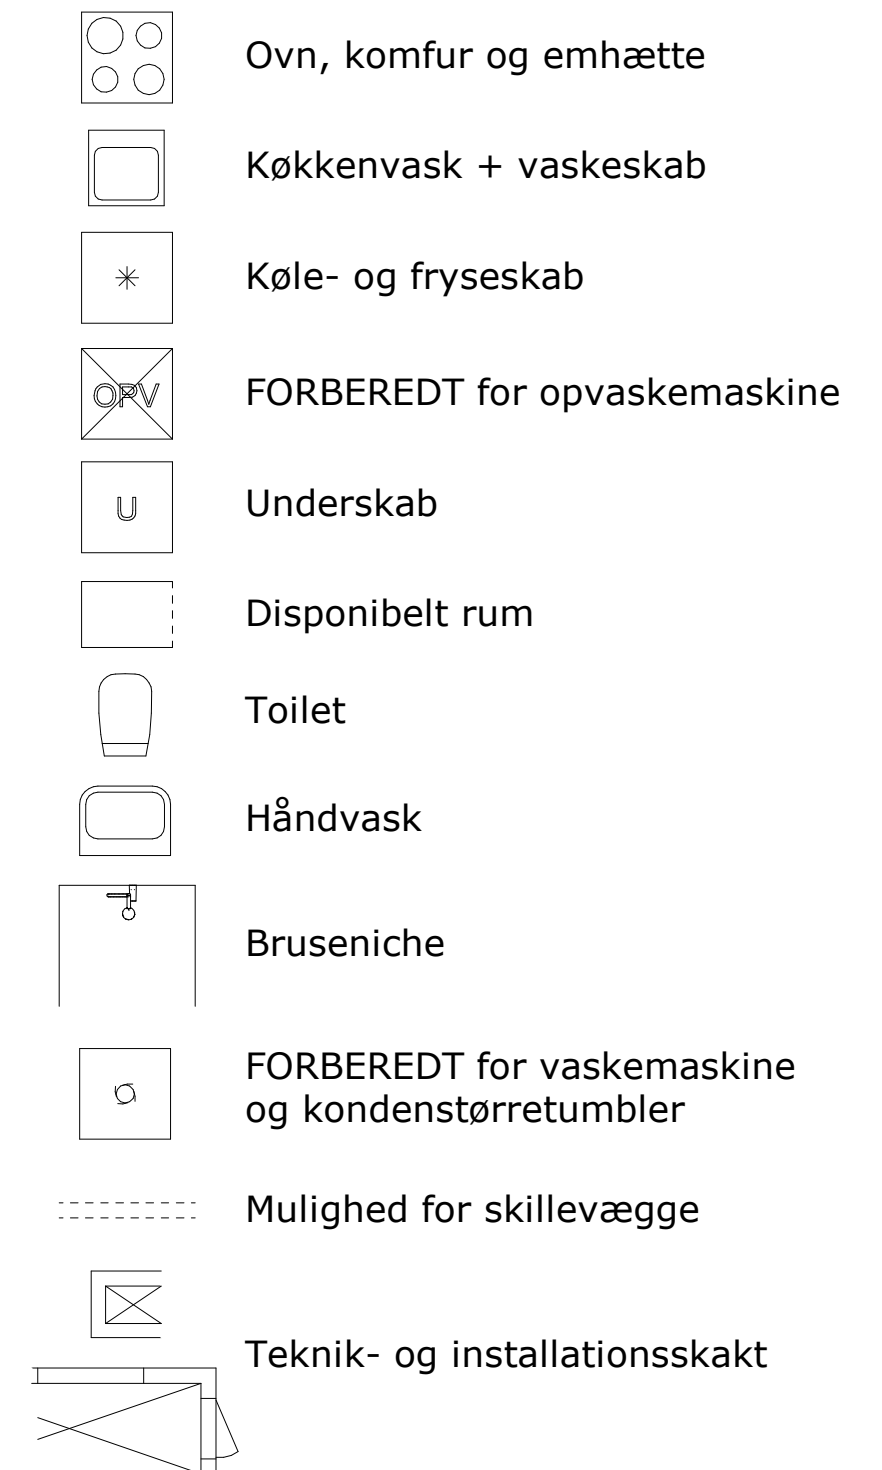 Ovn, komfur og emhætte
Køkkenvask + vaskeskab
Køle- og fryseskab
OPV
FORBEREDT for opvaskemaskine
U
Underskab
Disponibelt rum
Toilet
Håndvask
Bruseniche
FORBEREDT for vaskemaskine
og kondenstørretumbler
Mulighed for skillevægge
Teknik- og installationsskakt